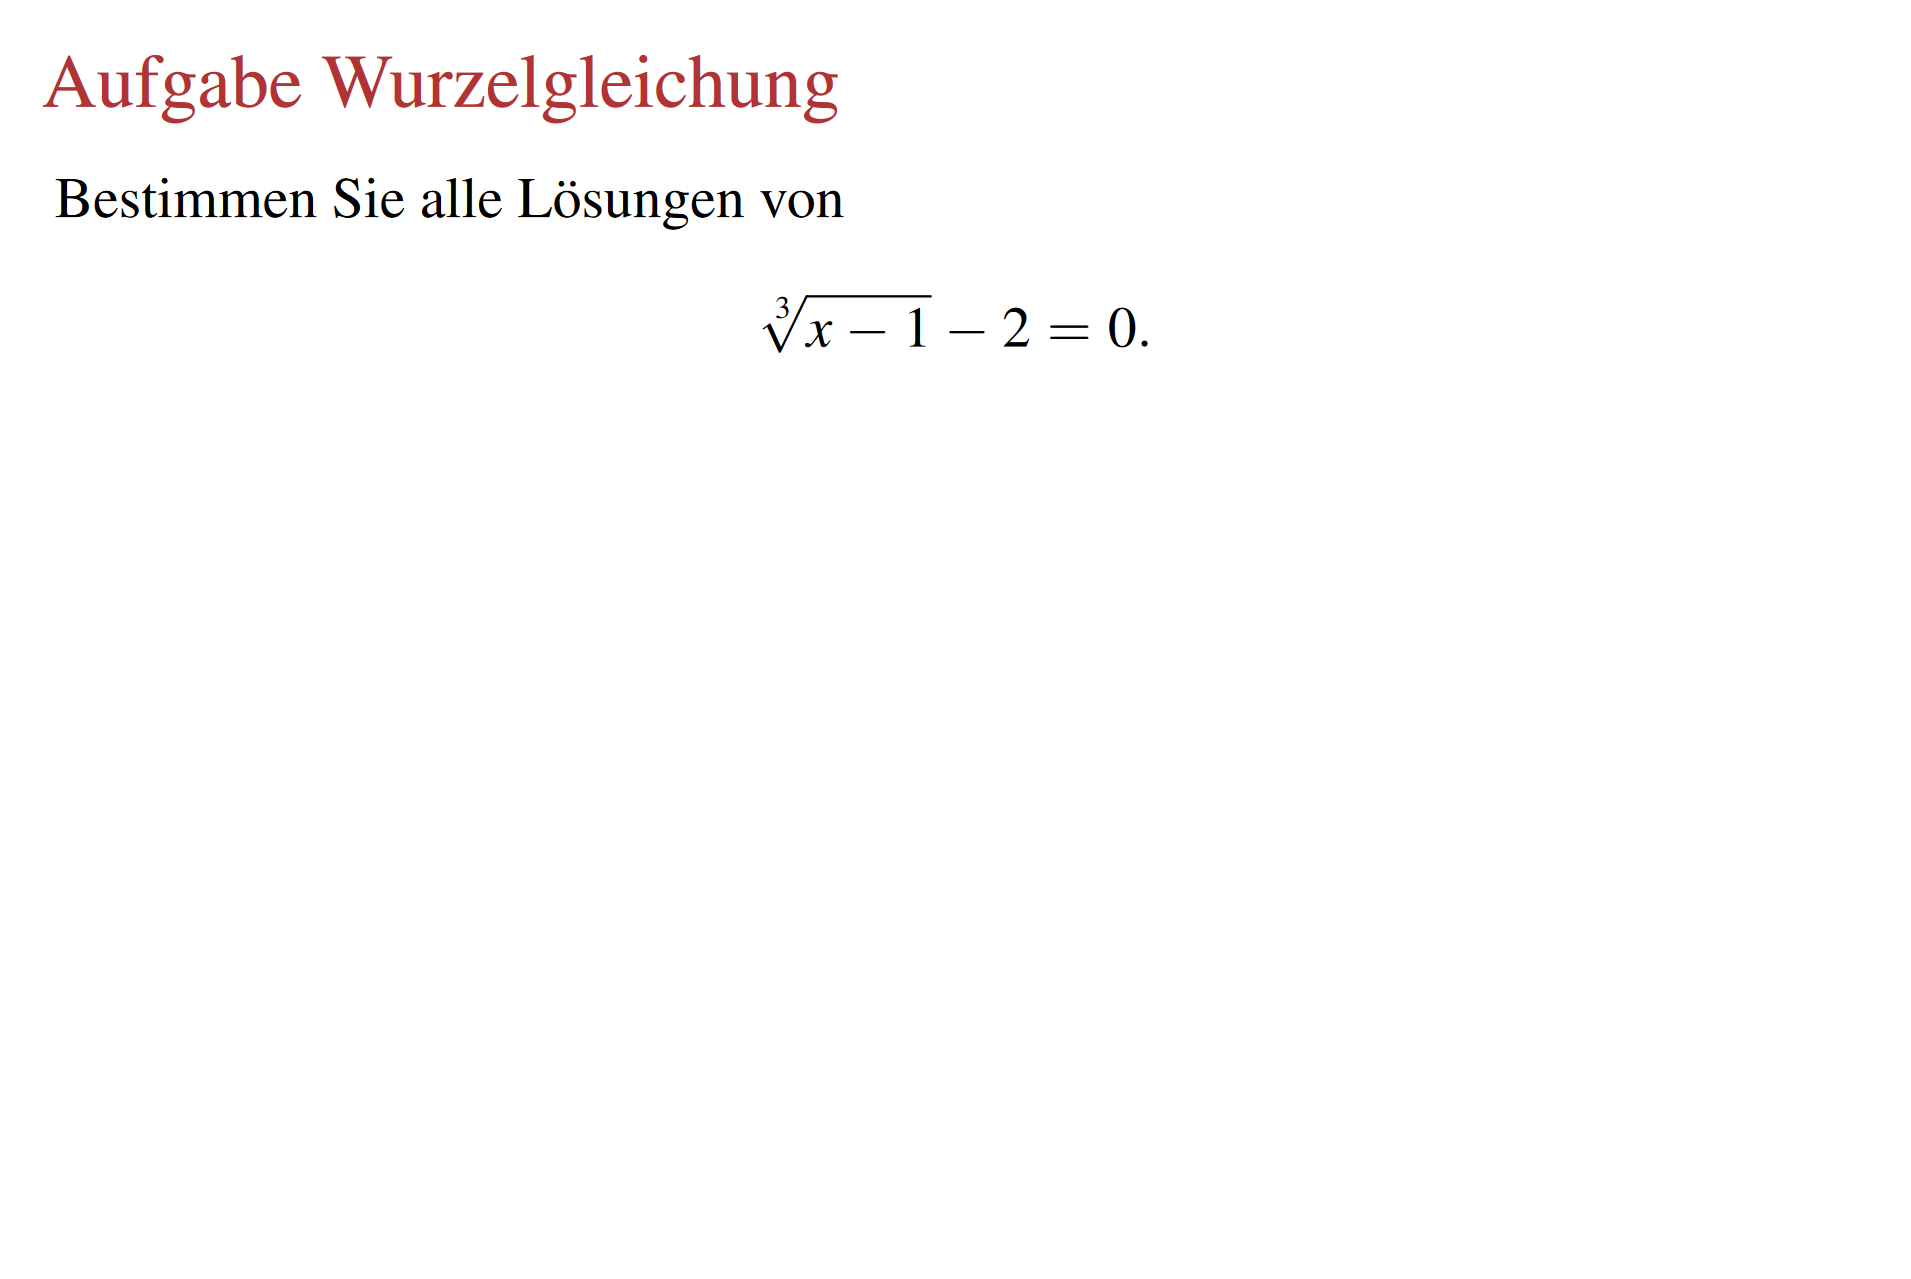 Aufgabe Wurzelgleichung
Bestimmen Sie alle Lösungen von
∛(x − 1) − 2 = 0.